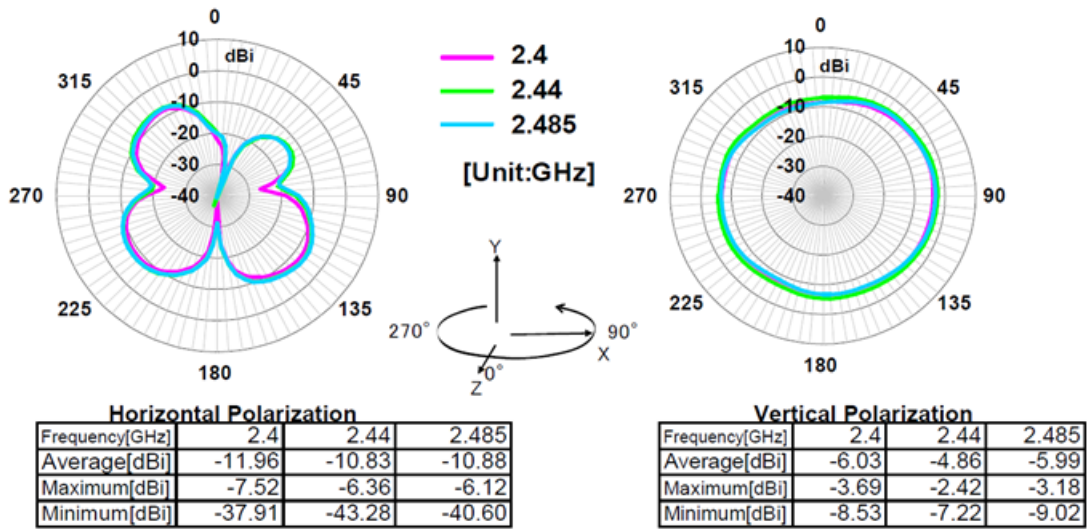 0
10
dBi
0
-10
-20
-30
-40
315
45
270
90
225
135
180
2.4
2.44
2.485
[Unit:GHz]
0
10
dBi
0
-10
-20
-30
-40
315
45
270
90
225
135
180
Y
270°
90°
X
Z
0°
Horizontal Polarization
Frequency[GHz] 2.4 2.44 2.485
Average[dBi] -11.96 -10.83 -10.88
Maximum[dBi] -7.52 -6.36 -6.12
Minimum[dBi] -37.91 -43.28 -40.60
Vertical Polarization
Frequency[GHz] 2.4 2.44 2.485
Average[dBi] -6.03 -4.86 -5.99
Maximum[dBi] -3.69 -2.42 -3.18
Minimum[dBi] -8.53 -7.22 -9.02